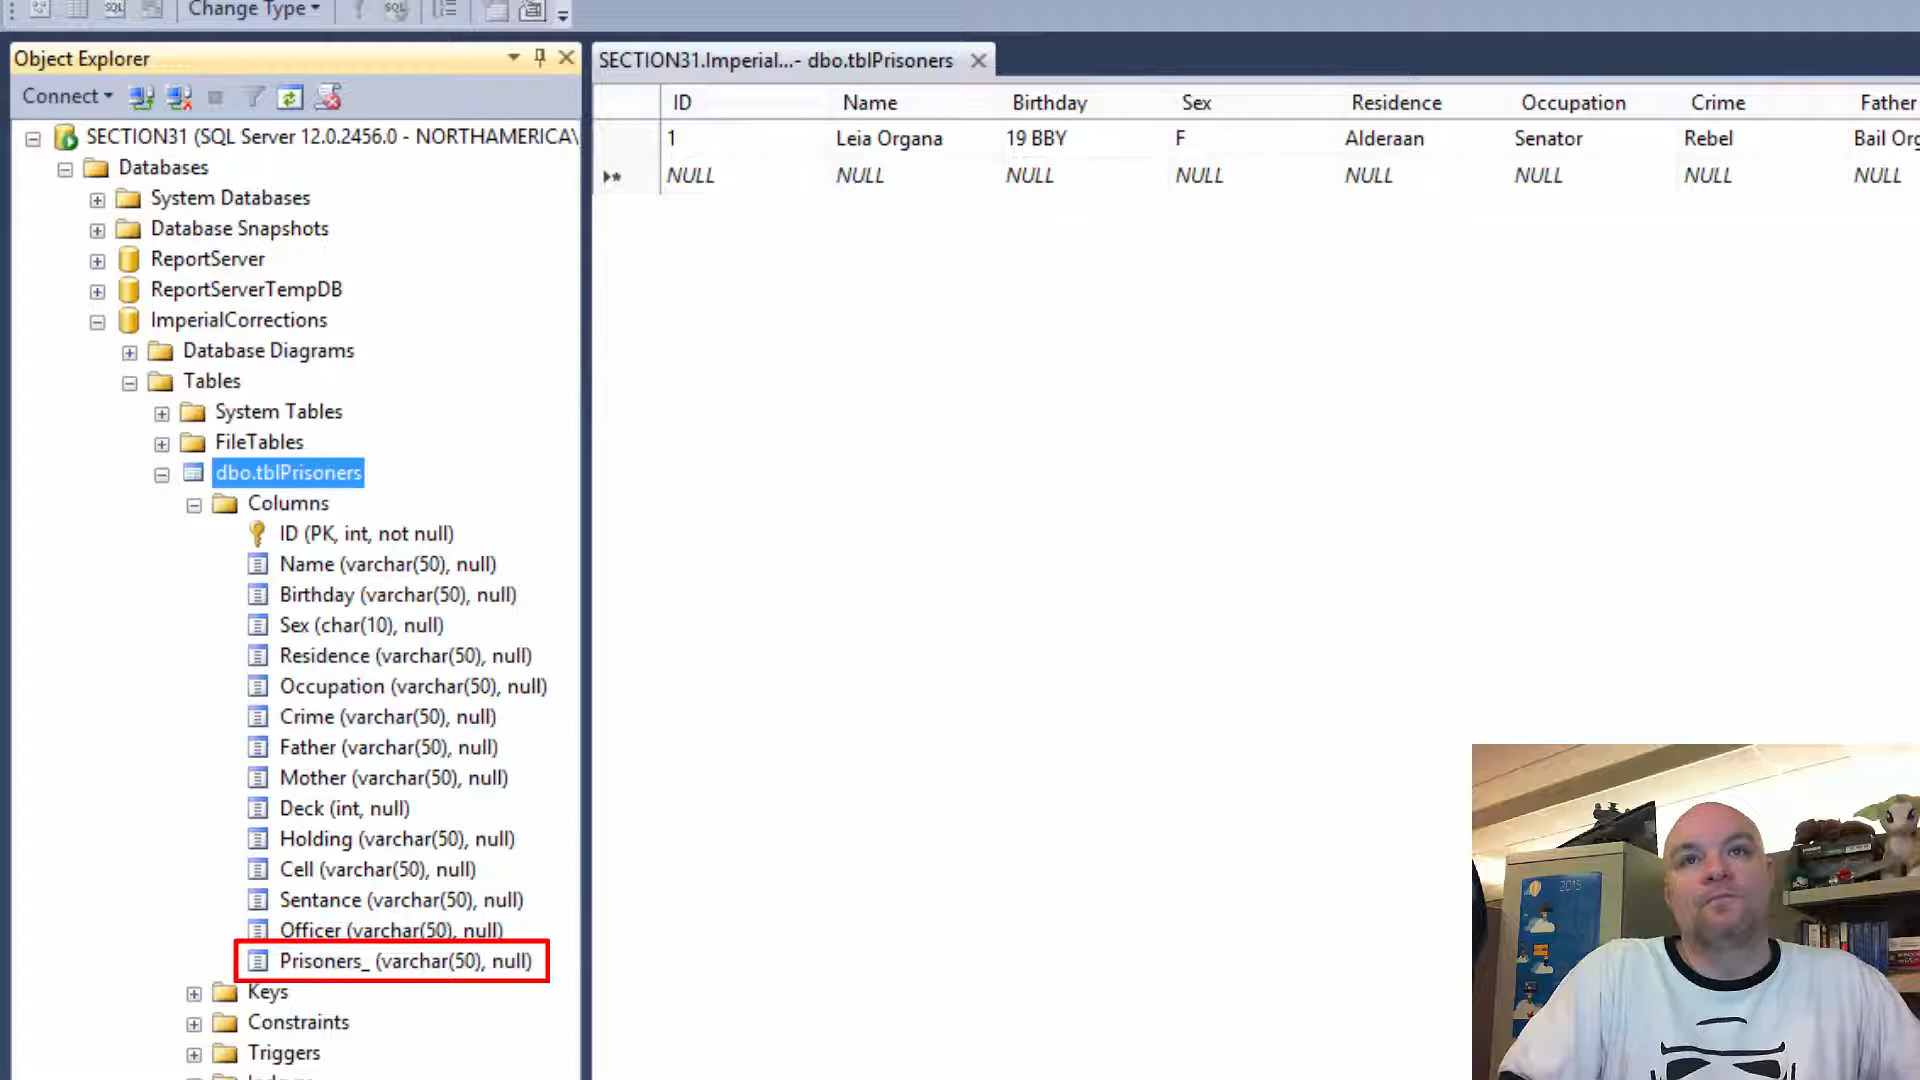 Change Type
SQL
SQL
Object Explorer
Connect
SECTION31 (SQL Server 12.0.2456.0 - NORTHAMERICA\
Databases
System Databases
Database Snapshots
ReportServer
ReportServerTempDB
ImperialCorrections
Database Diagrams
Tables
System Tables
FileTables
dbo.tblPrisoners
Columns
ID (PK, int, not null)
Name (varchar(50), null)
Birthday (varchar(50), null)
Sex (char(10), null)
Residence (varchar(50), null)
Occupation (varchar(50), null)
Crime (varchar(50), null)
Father (varchar(50), null)
Mother (varchar(50), null)
Deck (int, null)
Holding (varchar(50), null)
Cell (varchar(50), null)
Sentance (varchar(50), null)
Officer (varchar(50), null)
Prisoners_ (varchar(50), null)
Keys
Constraints
Triggers
SECTION31.Imperial...- dbo.tblPrisoners
ID Name Birthday Sex Residence Occupation Crime Father
1 Leia Organa 19 BBY F Alderaan Senator Rebel Bail Org
NULL NULL NULL NULL NULL NULL NULL NULL
2015